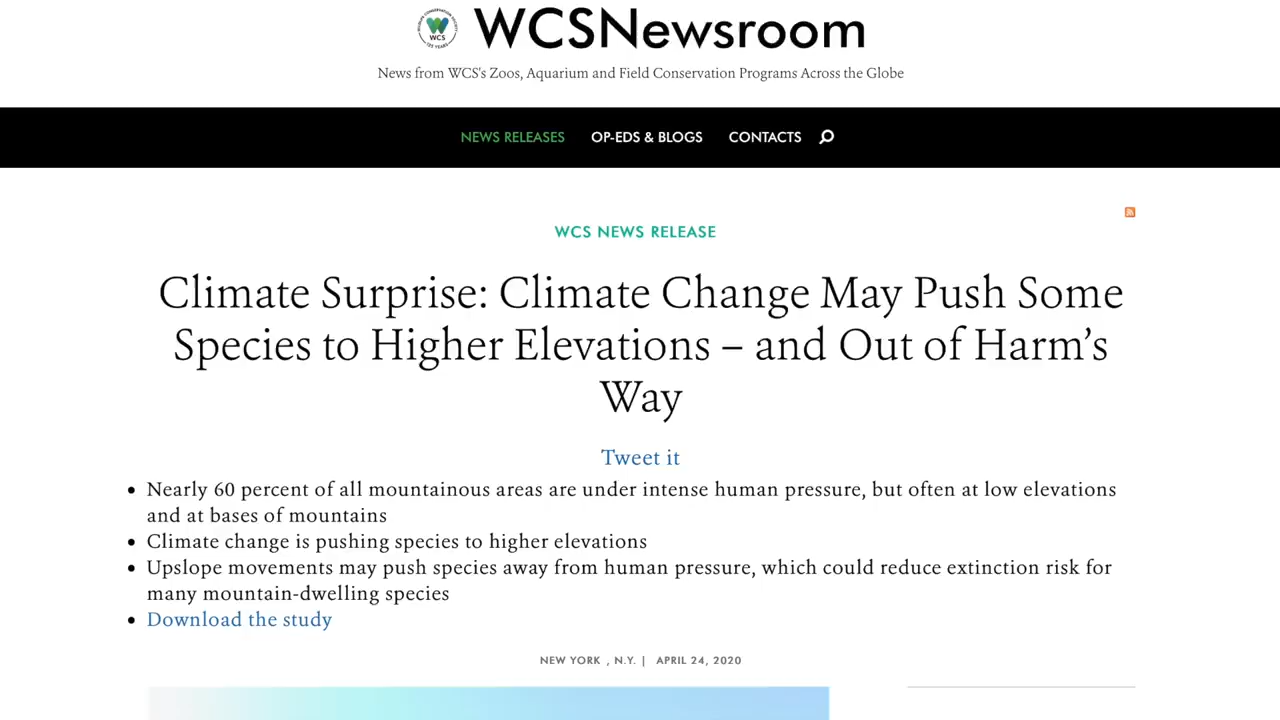 WCS
WCSNewsroom
News from WCS's Zoos, Aquarium and Field Conservation Programs Across the Globe
NEWS RELEASES OP-EDS & BLOGS CONTACTS
WCS NEWS RELEASE
Climate Surprise: Climate Change May Push Some
Species to Higher Elevations – and Out of Harm’s
Way
Tweet it
• Nearly 60 percent of all mountainous areas are under intense human pressure, but often at low elevations
and at bases of mountains
• Climate change is pushing species to higher elevations
• Upslope movements may push species away from human pressure, which could reduce extinction risk for
many mountain-dwelling species
• Download the study
NEW YORK , N.Y. | APRIL 24, 2020